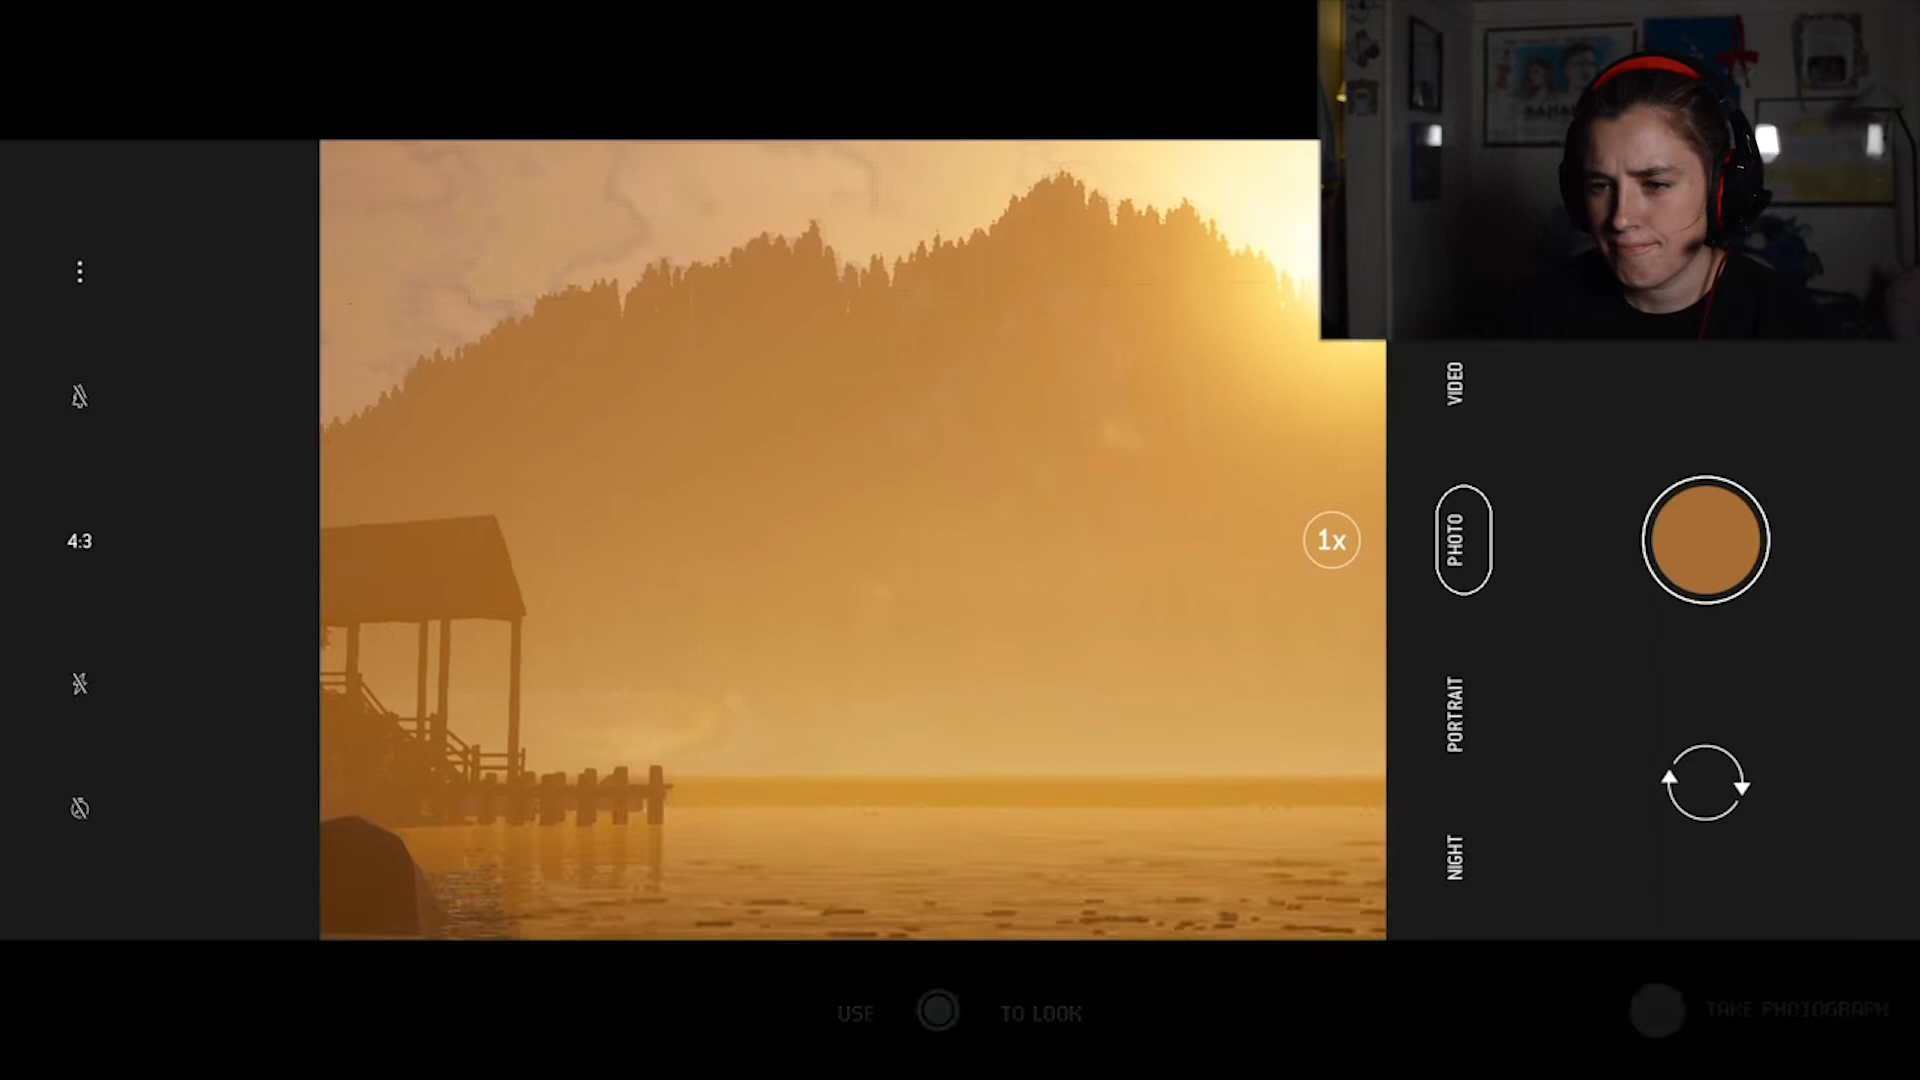 VIDEO
4:3
1x
PHOTO
PORTRAIT
NIGHT
USE TO LOOK
TAKE PHOTOGRAPH